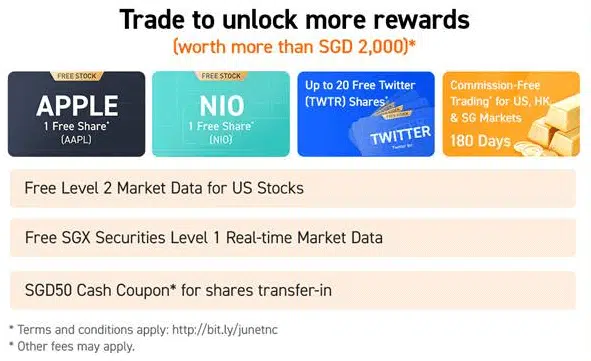 Trade to unlock more rewards
(worth more than SGD 2,000)*
FREE STOCK
APPLE
1 Free Share*
(AAPL)
FREE STOCK
NIO
1 Free Share*
(NIO)
Up to 20 Free Twitter
(TWTR) Shares*
FREE STOCK
TWITTER
Commission-Free
Trading* for US, HK,
& SG Markets
180 Days
Free Level 2 Market Data for US Stocks
Free SGX Securities Level 1 Real-time Market Data
SGD50 Cash Coupon* for shares transfer-in
* Terms and conditions apply: http://bit.ly/junetnc
* Other fees may apply.